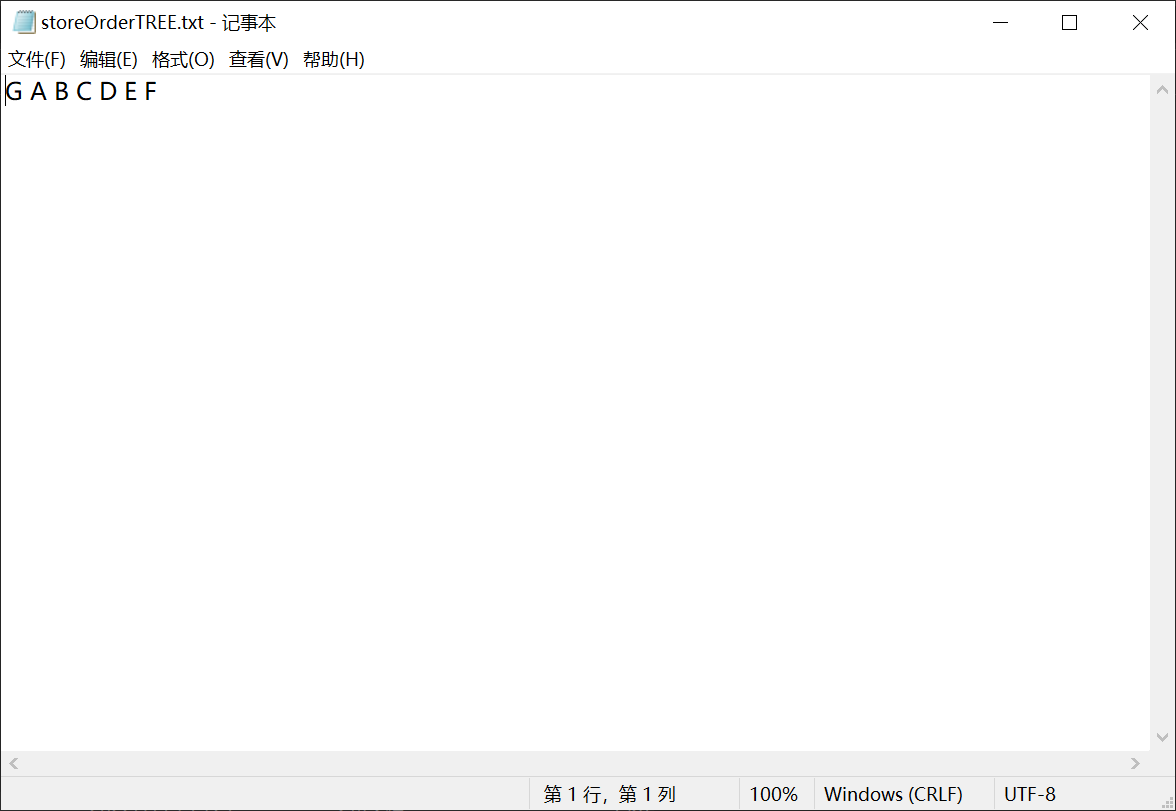 storeOrderTREE.txt - 记事本
文件(F) 编辑(E) 格式(O) 查看(V) 帮助(H)
G A B C D E F
第 1 行，第 1 列 100% Windows (CRLF) UTF-8